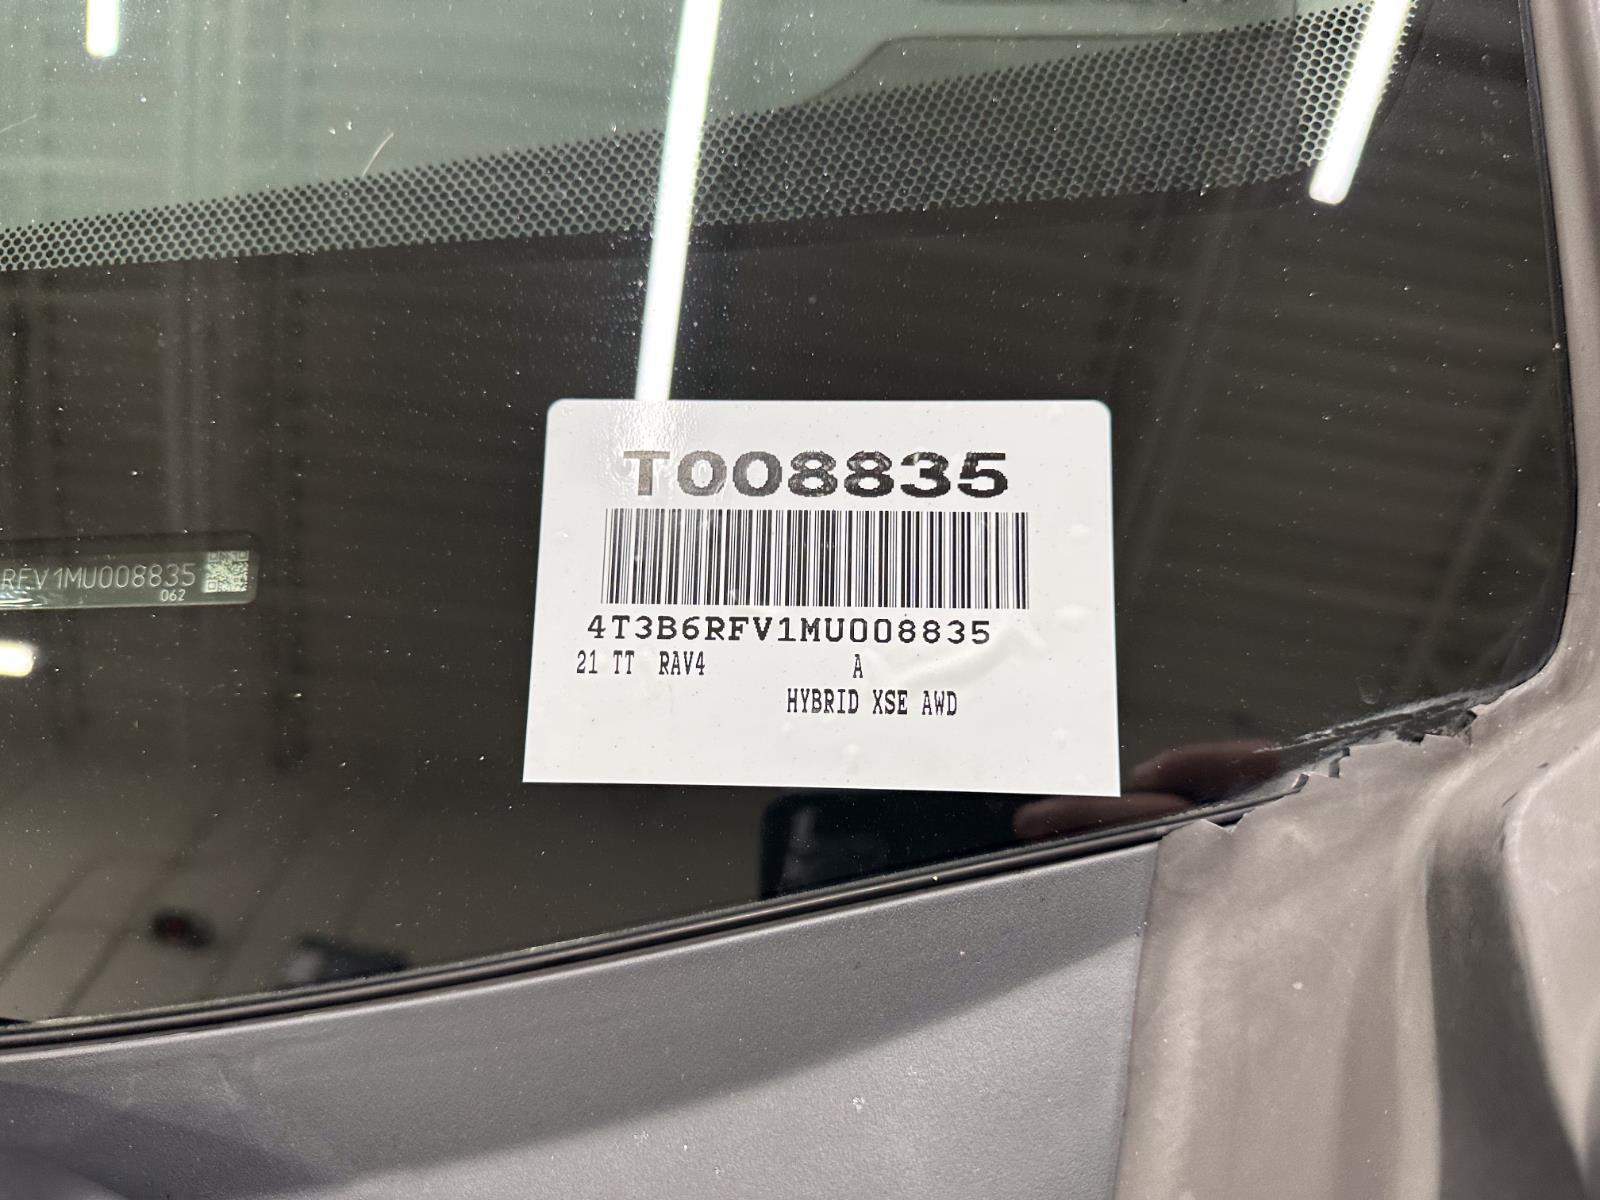 T008835
4T3B6RFV1MU008835
21 TT RAV4 A
HYBRID XSE AWD
RFV1MU008835
062